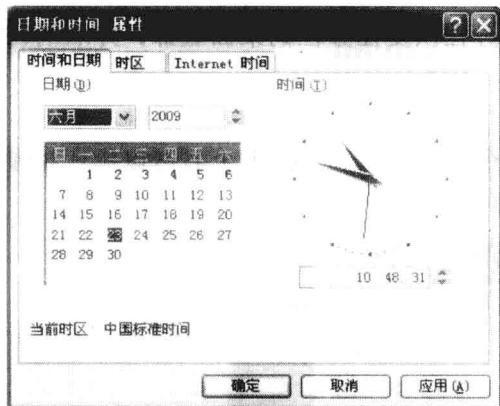 日期和时间 属性
时间和日期 时区 Internet 时间
日期(D) 时间(T)
六月 2009
日 一 二 三 四 五 六
1 2 3 4 5 6
7 8 9 10 11 12 13
14 15 16 17 18 19 20
21 22 23 24 25 26 27
28 29 30
10 48 31
当前时区 中国标准时间
确定 取消 应用(A)